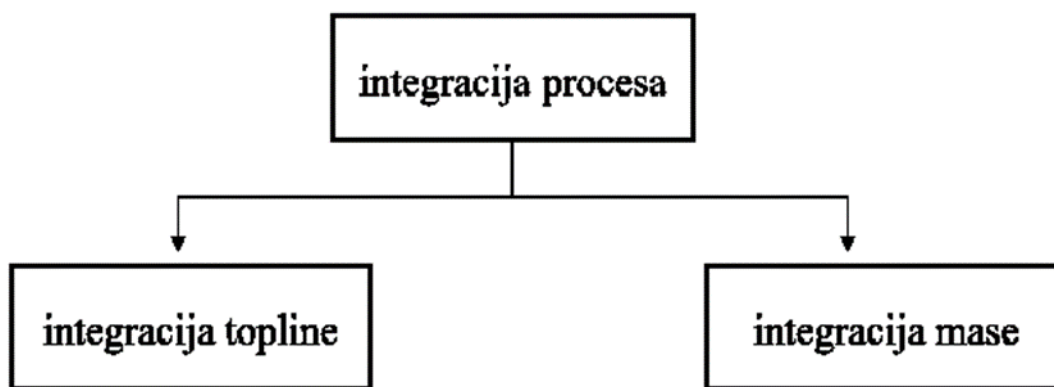 integracija procesa
integracija topline
integracija mase